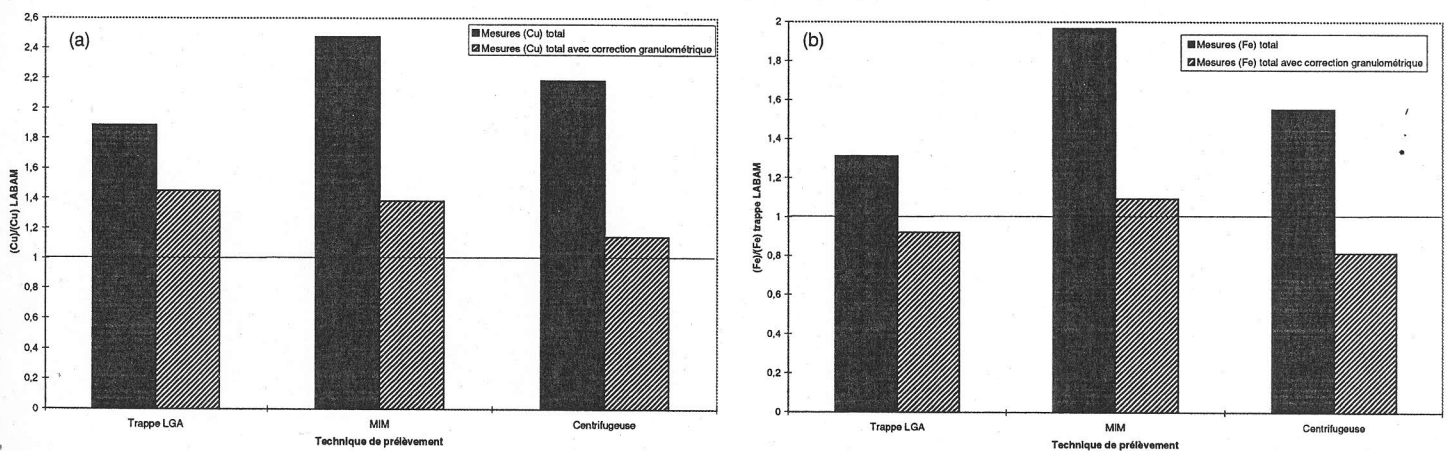 (a)
Mesures (Cu) total
Mesures (Cu) total avec correction granulométrique
(Cu)/(Cu) LABAM
2,6
2,4
2,2
2
1,8
1,6
1,4
1,2
1
0,8
0,6
0,4
0,2
0
Trappe LGA
MIM
Centrifugeuse
Technique de prélèvement
(b)
Mesures (Fe) total
Mesures (Fe) total avec correction granulométrique
(Fe)/(Fe) trappe LABAM
2
1,8
1,6
1,4
1,2
1
0,8
0,6
0,4
0,2
0
Trappe LGA
MIM
Centrifugeuse
Technique de prélèvement